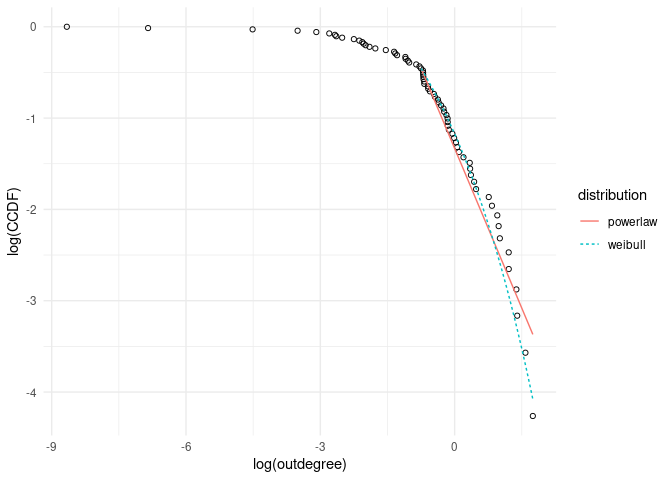 0
-1
-2
-3
-4
log(CCDF)
-9
-6
-3
0
log(outdegree)
distribution
powerlaw
weibull